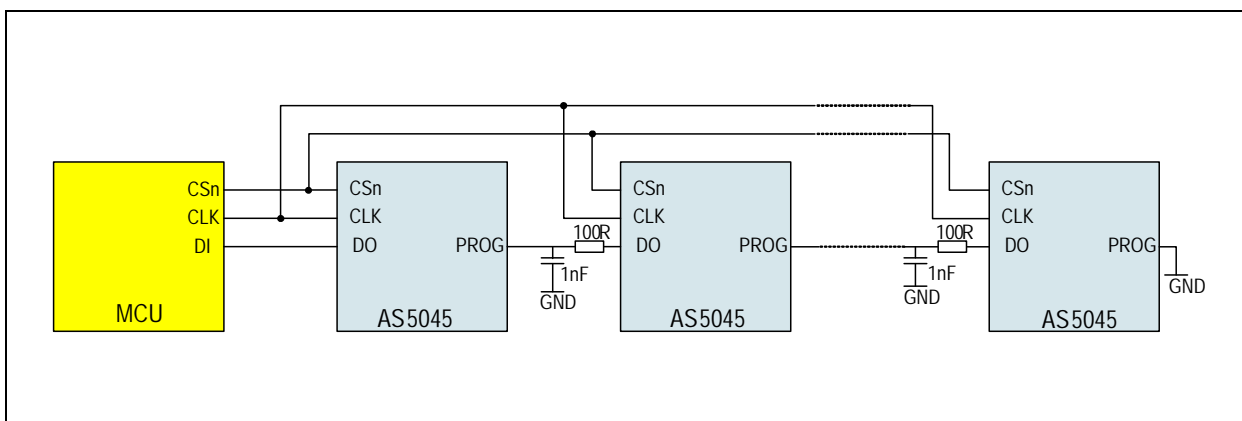 CSn
CLK
DI
MCU
CSn
CLK
DO
PROG
AS5045
100R
1nF
GND
CSn
CLK
DO
PROG
AS5045
100R
1nF
GND
CSn
CLK
DO
PROG
AS5045
GND